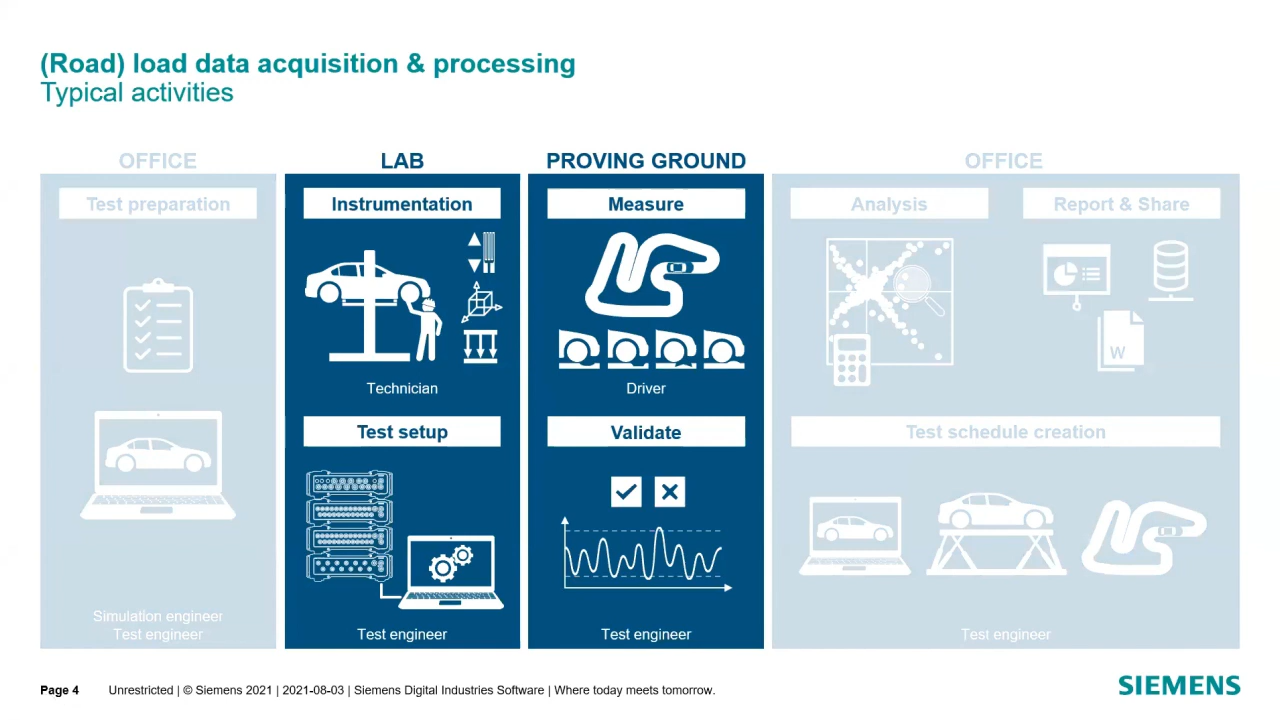 (Road) load data acquisition & processing
Typical activities
OFFICE
Test preparation
Simulation engineer
Test engineer
LAB
Instrumentation
Technician
Test setup
Test engineer
PROVING GROUND
Measure
Driver
Validate
Test engineer
OFFICE
Analysis
Report & Share
W
Test schedule creation
Test engineer
Page 4 Unrestricted | © Siemens 2021 | 2021-08-03 | Siemens Digital Industries Software | Where today meets tomorrow.
SIEMENS